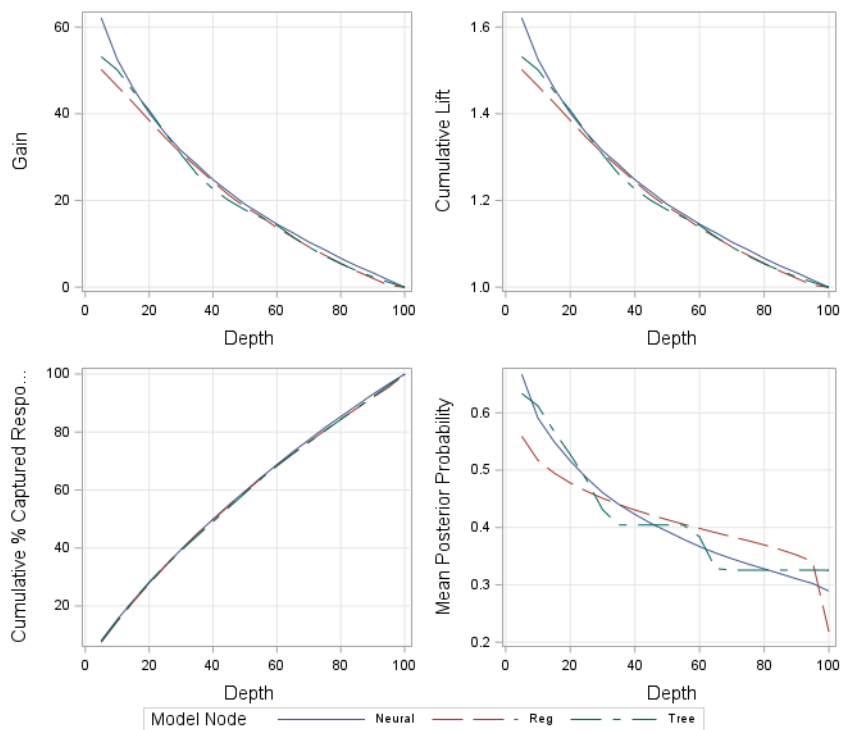 60
40
20
0
Gain
0 20 40 60 80 100
Depth
1.6
1.4
1.2
1.0
Cumulative Lift
0 20 40 60 80 100
Depth
100
80
60
40
20
Cumulative % Captured Respo...
0 20 40 60 80 100
Depth
0.6
0.5
0.4
0.3
0.2
Mean Posterior Probability
0 20 40 60 80 100
Depth
Model Node Neural Reg Tree